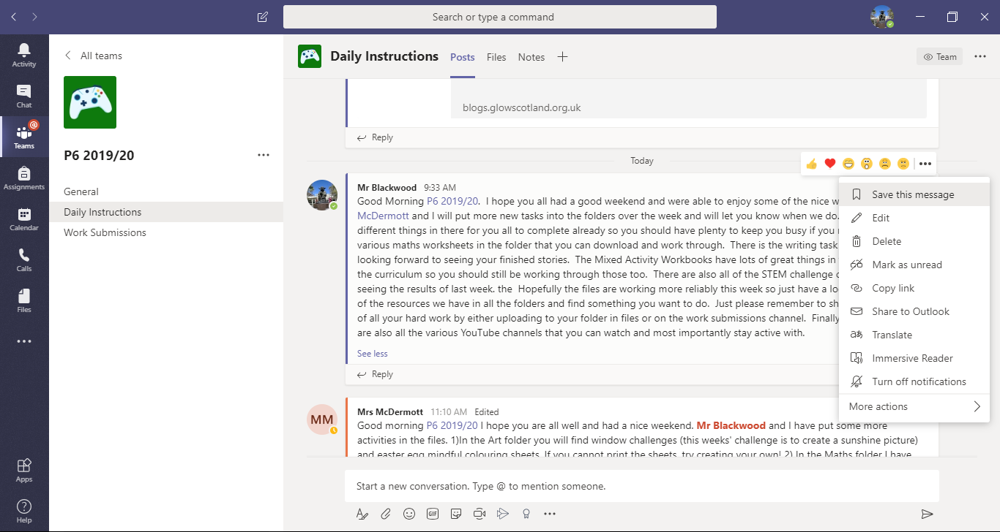 Search or type a command
Activity
Chat
Teams
Assignments
Calendar
Calls
Files
Apps
Help
All teams
P6 2019/20
General
Daily Instructions
Work Submissions
Daily Instructions Posts Files Notes
Team
blogs.glowscotland.org.uk
Reply
Today
Mr Blackwood 9:33 AM
Good Morning P6 2019/20. I hope you all had a good weekend and were able to enjoy some of the nice
McDermott and I will put more new tasks into the folders over the week and will let you know when we do.
different things in there for you all to complete already so you should have plenty to keep you busy if you
various maths worksheets in the folder that you can download and work through. There is the writing task
looking forward to seeing your finished stories. The Mixed Activity Workbooks have lots of great things in
the curriculum so you should still be working through those too. There are also all of the STEM challenge
seeing the results of last week. the Hopefully the files are working more reliably this week so just have a
of the resources we have in all the folders and find something you want to do. Just please remember to
of all your hard work by either uploading to your folder in files or on the work submissions channel. Finally
are also all the various YouTube channels that you can watch and most importantly stay active with.
See less
Reply
Save this message
Edit
Delete
Mark as unread
Copy link
Share to Outlook
Translate
Immersive Reader
Turn off notifications
More actions
MM
Mrs McDermott 11:10 AM Edited
Good morning P6 2019/20 I hope you are all well and had a nice weekend. Mr Blackwood and I have put some more
activities in the files. 1)In the Art folder you will find window challenges (this weeks' challenge is to create a sunshine picture)
and easter egg mindful colouring sheets. If you cannot print the sheets, try creating your own! 2) In the Maths folder I have
Start a new conversation. Type @ to mention someone.
GIF